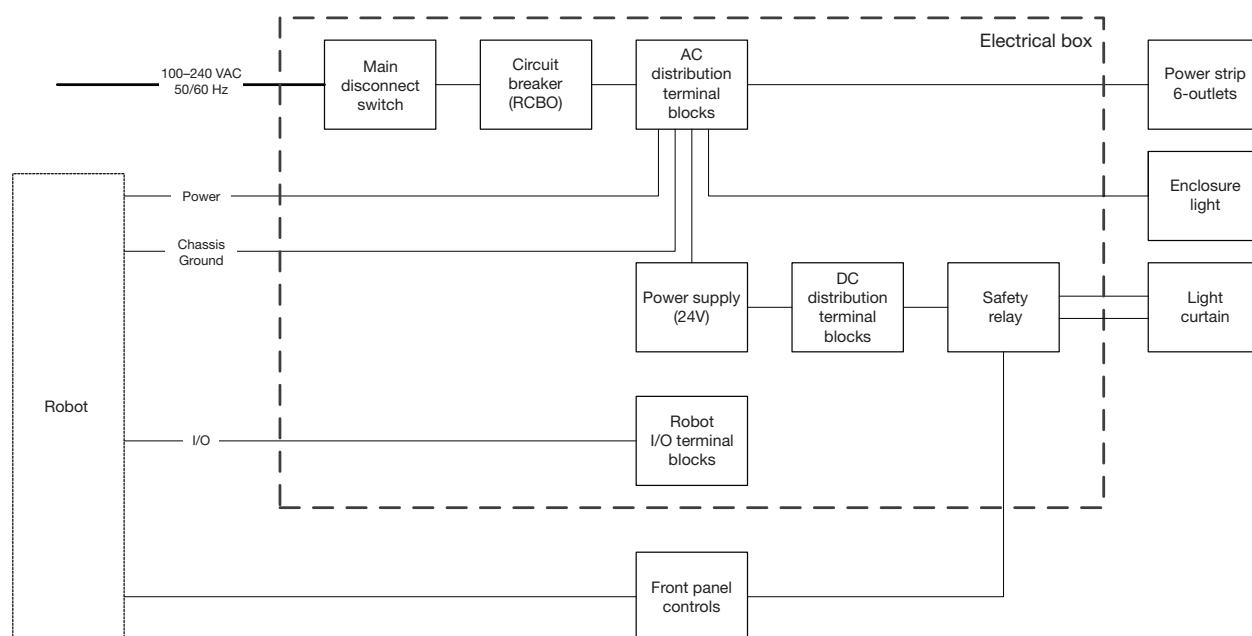 Electrical box
100–240 VAC
50/60 Hz
Main
disconnect
switch
Circuit
breaker
(RCBO)
AC
distribution
terminal
blocks
Power strip
6-outlets
Power
Enclosure
light
Chassis
Ground
Power supply
(24V)
DC
distribution
terminal
blocks
Safety
relay
Light
curtain
Robot
I/O
Robot
I/O terminal
blocks
Front panel
controls